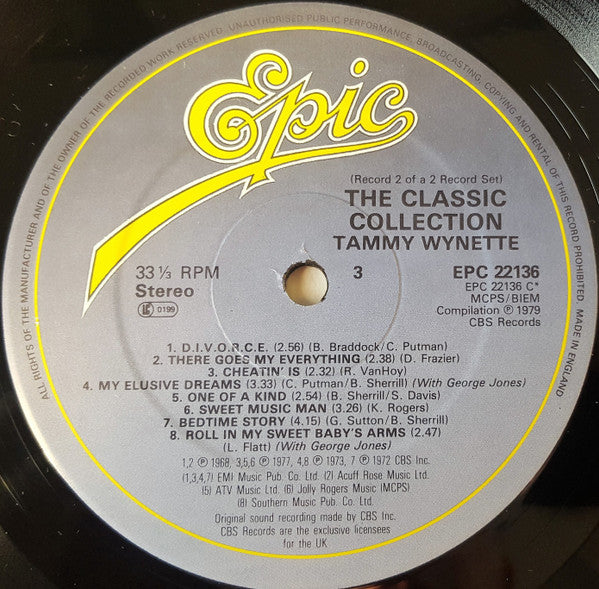 ALL RIGHTS OF THE MANUFACTURER AND OF THE OWNER OF THE RECORDED WORK RESERVED. UNAUTHORISED PUBLIC PERFORMANCE, BROADCASTING, COPYING AND RENTAL OF THIS RECORD PROHIBITED. MADE IN ENGLAND.
Epic
(Record 2 of a 2 Record Set)
THE CLASSIC
COLLECTION
TAMMY WYNETTE
33⅓ RPM 3 EPC 22136
Stereo EPC 22136 C*
MCPS/BIEM
LC 0199 Compilation ℗ 1979
CBS Records
1. D.I.V.O.R.C.E. (2.56) (B. Braddock/C. Putman)
2. THERE GOES MY EVERYTHING (2.38) (D. Frazier)
3. CHEATIN' IS (2.32) (R. VanHoy)
4. MY ELUSIVE DREAMS (3.33) (C. Putman/B. Sherrill) (With George Jones)
5. ONE OF A KIND (2.54) (B. Sherrill/S. Davis)
6. SWEET MUSIC MAN (3.26) (K. Rogers)
7. BEDTIME STORY (4.15) (G. Sutton/B. Sherrill)
8. ROLL IN MY SWEET BABY'S ARMS (2.47)
(L. Flatt) (With George Jones)
1,2 ℗ 1968, 3,5,6 ℗ 1977, 4,8 ℗ 1973, 7 ℗ 1972 CBS Inc.
(1,3,4,7) EMI Music Pub. Co. Ltd. (2) Acuff Rose Music Ltd.
(5) ATV Music Ltd. (6) Jolly Rogers Music (MCPS)
(8) Southern Music Pub. Co. Ltd.
Original sound recording made by CBS Inc.
CBS Records are the exclusive licensees
for the UK